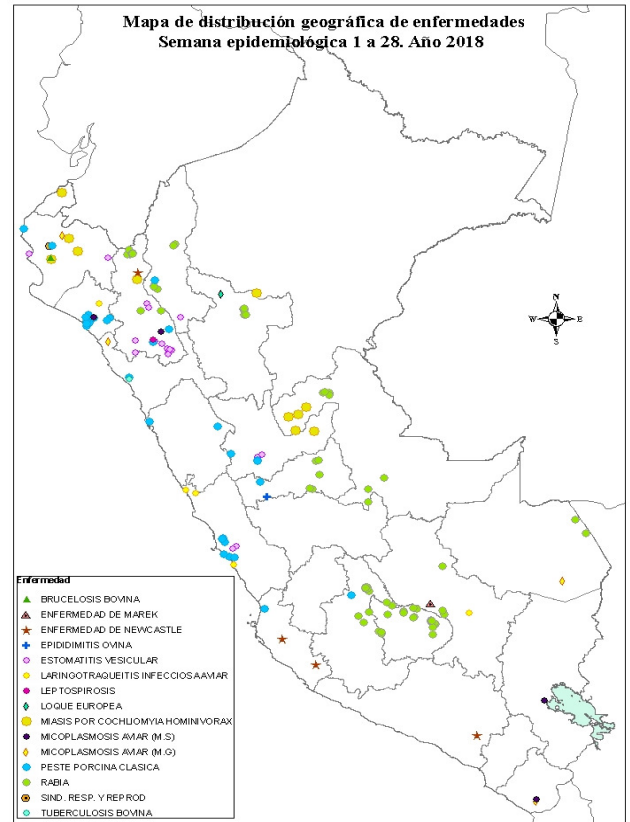 Mapa de distribución geográfica de enfermedades
Semana epidemiológica 1 a 28. Año 2018
N
W E
S
Enfermedad
BRUCELOSIS BOVINA
ENFERMEDAD DE MAREK
ENFERMEDAD DE NEWCASTLE
EPIDIDIMITIS OVINA
ESTOMATITIS VESICULAR
LARINGOTRAQUEITIS INFECCIOSA AVIAR
LEPTOSPIROSIS
LOQUE EUROPEA
MIASIS POR COCHLIOMYIA HOMINIVORAX
MICOPLASMOSIS AVIAR (M.S)
MICOPLASMOSIS AVIAR (M.G)
PESTE PORCINA CLASICA
RABIA
SIND. RESP. Y REPROD
TUBERCULOSIS BOVINA